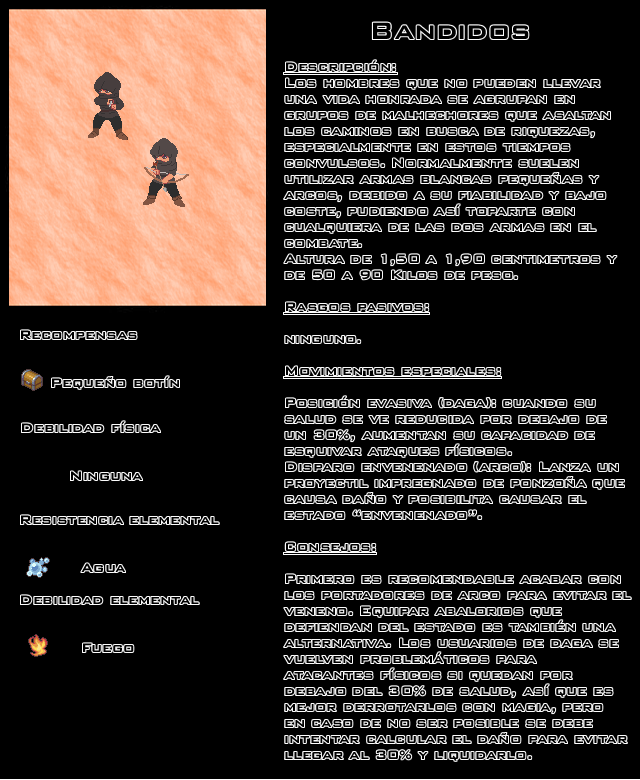 Bandidos
Descripción:
Los hombres que no pueden llevar
una vida honrada se agrupan en
grupos de malhechores que asaltan
los caminos en busca de riquezas,
especialmente en estos tiempos
convulsos. Normalmente suelen
utilizar armas blancas pequeñas y
arcos, debido a su fiabilidad y bajo
coste, pudiendo así toparte con
cualquiera de las dos armas en el
combate.
Altura de 1,50 a 1,90 centimetros y
de 50 a 90 Kilos de peso.
Rasgos pasivos:
ninguno.
Movimientos especiales:
Posición evasiva (daga): cuando su
salud se ve reducida por debajo de
un 30%, aumentan su capacidad de
esquivar ataques físicos.
Disparo envenenado (arco): Lanza un
proyectil impregnado de ponzoña que
causa daño y posibilita causar el
estado “envenenado”.
Consejos:
Primero es recomendable acabar con
los portadores de arco para evitar el
veneno. Equipar abalorios que
defiendan del estado es también una
alternativa. Los usuarios de daga se
vuelven problemáticos para
atacantes físicos si quedan por
debajo del 30% de salud, así que es
mejor derrotarlos con magia, pero
en caso de no ser posible se debe
intentar calcular el daño para evitar
llegar al 30% y liquidarlo.
Recompensas
Pequeño botín
Debilidad física
Ninguna
Resistencia elemental
Agua
Debilidad elemental
Fuego